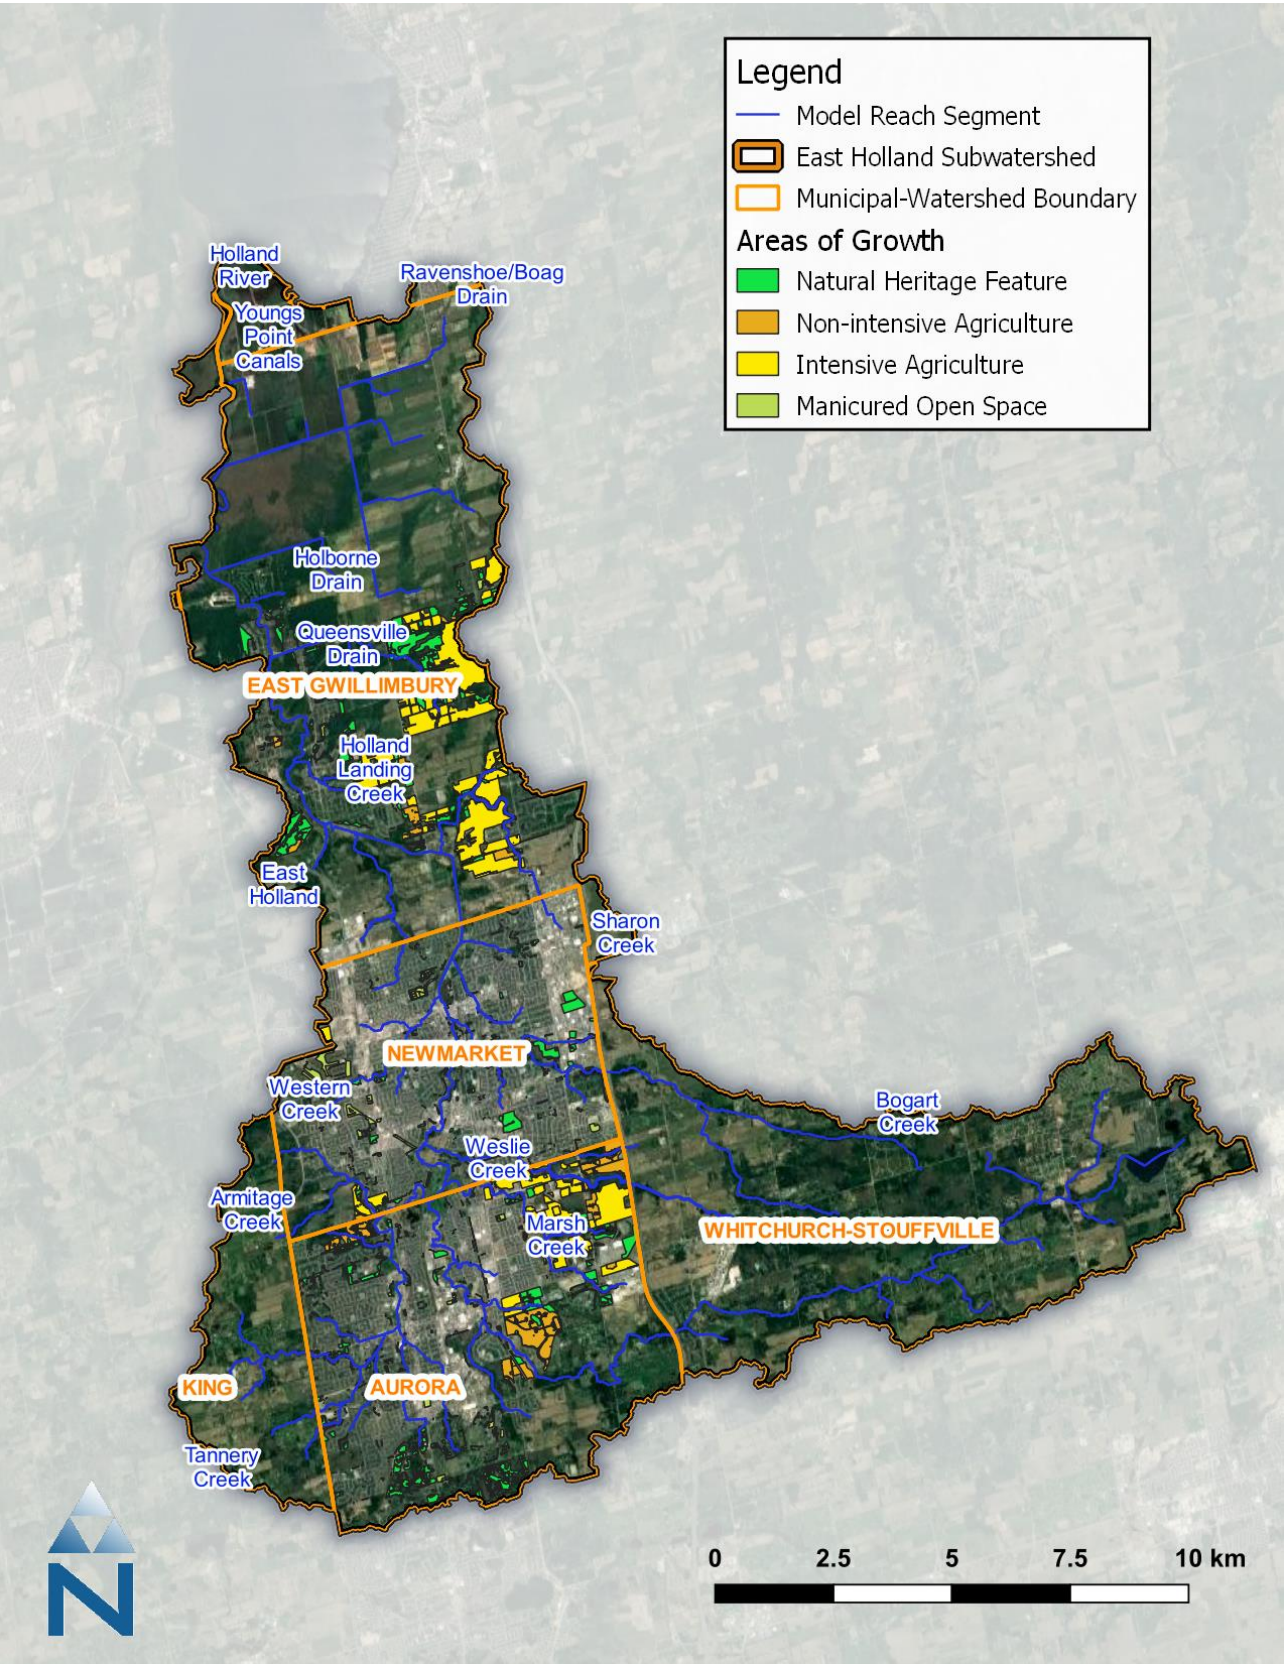 Legend
Model Reach Segment
East Holland Subwatershed
Municipal-Watershed Boundary
Areas of Growth
Natural Heritage Feature
Non-intensive Agriculture
Intensive Agriculture
Manicured Open Space
Holland
River
Ravenshoe/Boag
Drain
Youngs
Point
Canals
Holborne
Drain
Queensville
Drain
EAST GWILLIMBURY
Holland
Landing
Creek
East
Holland
Sharon
Creek
NEWMARKET
Western
Creek
Bogart
Creek
Weslie
Creek
Armitage
Creek
Marsh
Creek
WHITCHURCH-STOUFFVILLE
KING
AURORA
Tannery
Creek
N
0 2.5 5 7.5 10 km